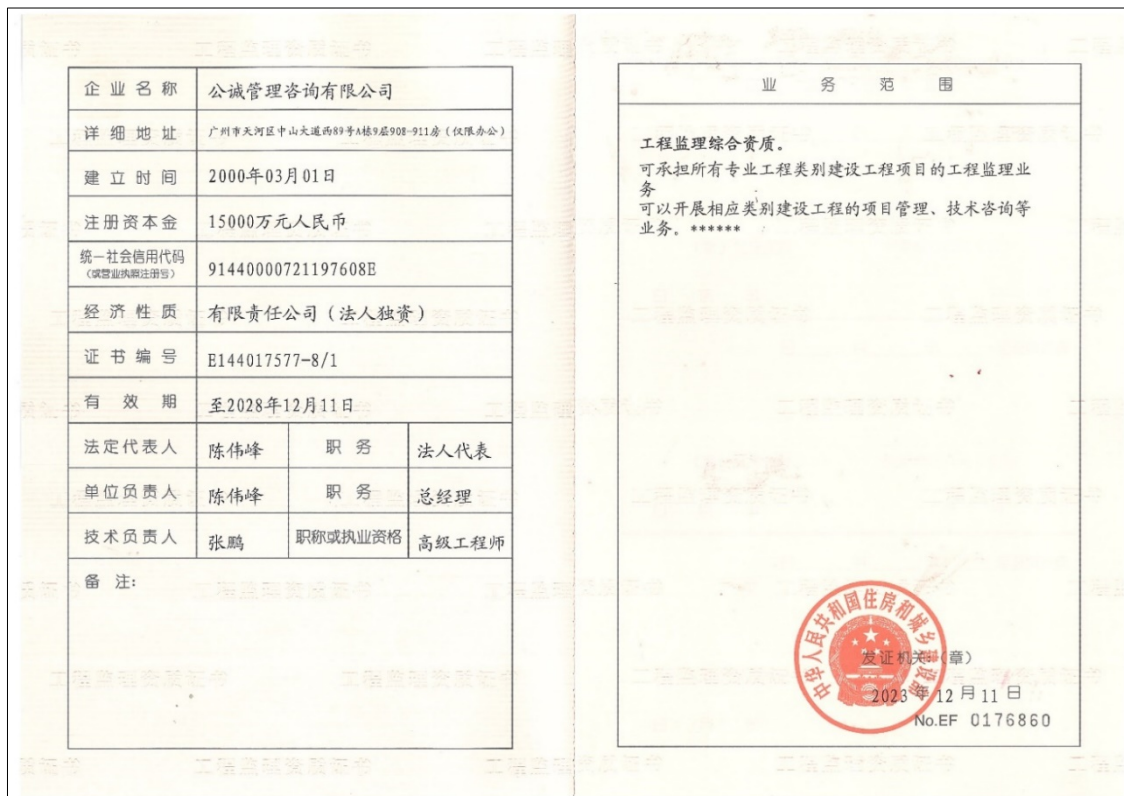 企业名称 公诚管理咨询有限公司
详细地址 广州市天河区中山大道西89号A栋9层908-911房（仅限办公）
建立时间 2000年03月01日
注册资本金 15000万元人民币
统一社会信用代码
（或营业执照注册号）
91440000721197608E
经济性质 有限责任公司（法人独资）
证书编号 E144017577-8/1
有效期 至2028年12月11日
法定代表人 陈伟峰 职务 法人代表
单位负责人 陈伟峰 职务 总经理
技术负责人 张鹏 职称或执业资格 高级工程师
备注：
业务范围
工程监理综合资质。
可承担所有专业工程类别建设工程项目的工程监理业
务
可以开展相应类别建设工程的项目管理、技术咨询等
业务。******
中华人民共和国住房和城乡建设部
发证机关：（章）
2023年12月11日
No.EF 0176860